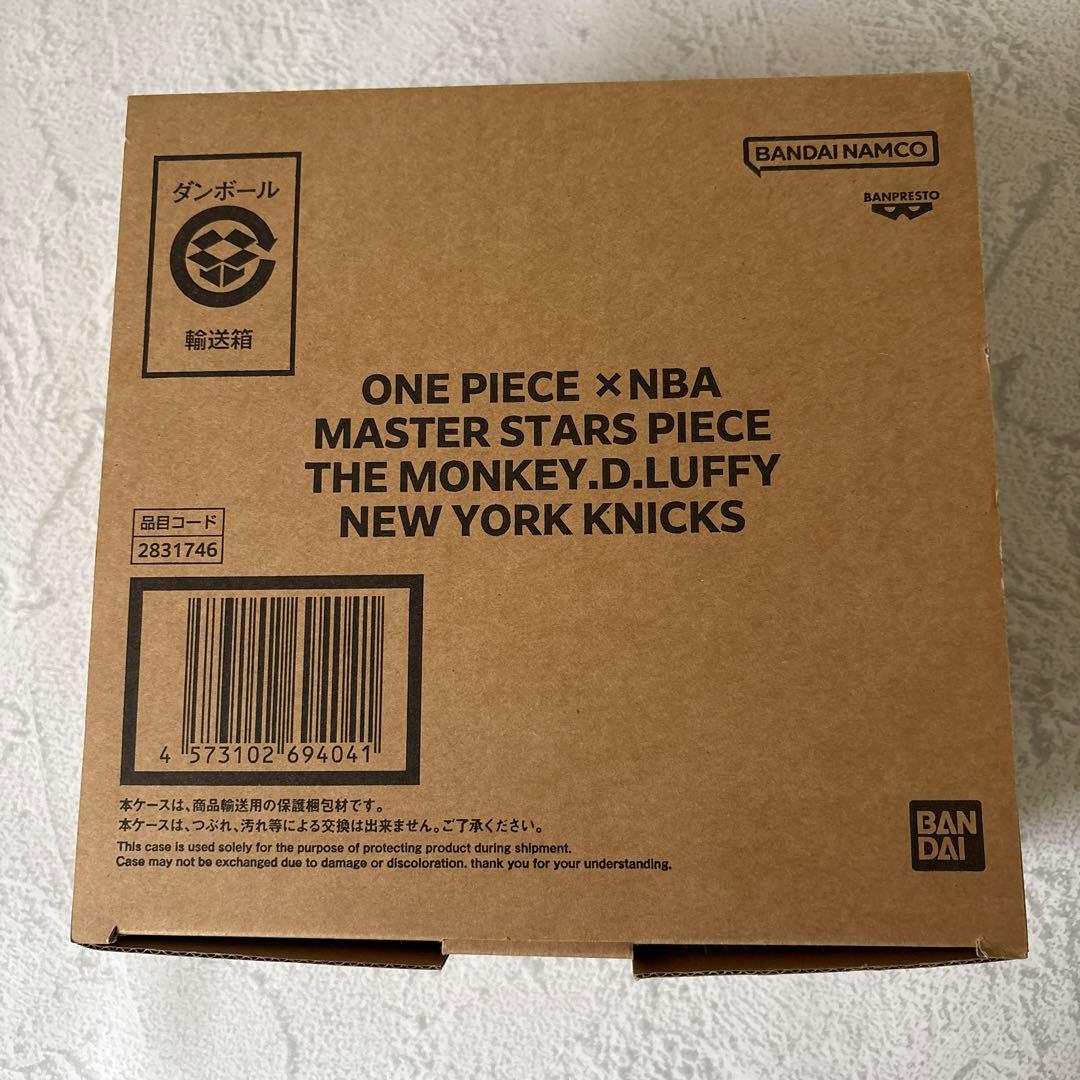 ダンボール
輸送箱
BANDAI NAMCO
BANPRESTO
ONE PIECE ×NBA
MASTER STARS PIECE
THE MONKEY.D.LUFFY
NEW YORK KNICKS
品目コード
2831746
4 573102 694041
本ケースは、商品輸送用の保護梱包材です。
本ケースは、つぶれ、汚れ等による交換は出来ません。ご了承ください。
This case is used solely for the purpose of protecting product during shipment.
Case may not be exchanged due to damage or discoloration. thank you for your understanding.
BAN
DAI